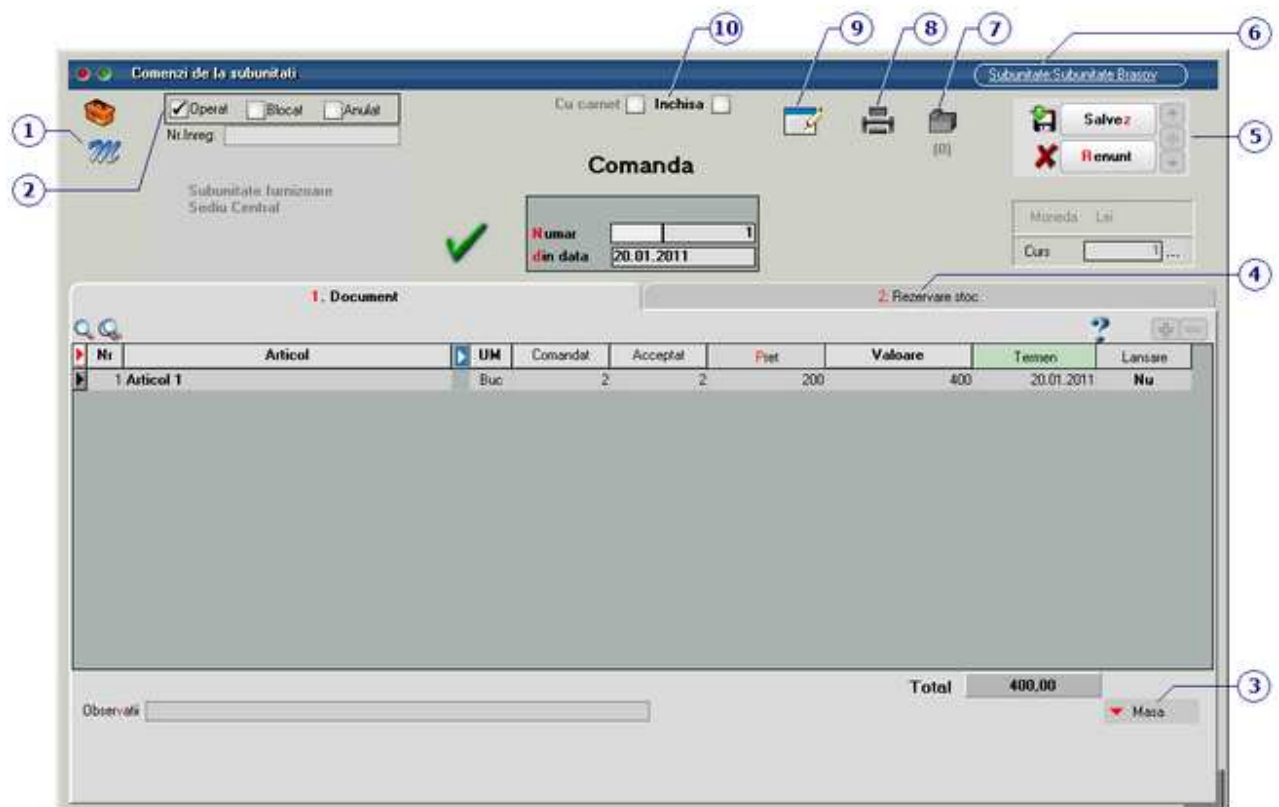 10 9 8 7 6
Comenzi de la subunitati Subunitate:Subunitate Brasov
1 Operat Blocat Anulat Cu carnet Inchisa Salvez 5
Nr.Inreg (0)
2 Comanda Renunt
Subunitate furnizoare
Sediu Central Moneda Lei
Numar 1
din data 20.01.2011 Curs 1 ...
4
1. Document 2. Rezervare stoc
?
Nr Articol UM Comandat Acceptat Pret Valoare Termen Lansare
1 Articol 1 Buc 2 2 200 400 20.01.2011 Nu
Total 400,00 3
Observatii Masa